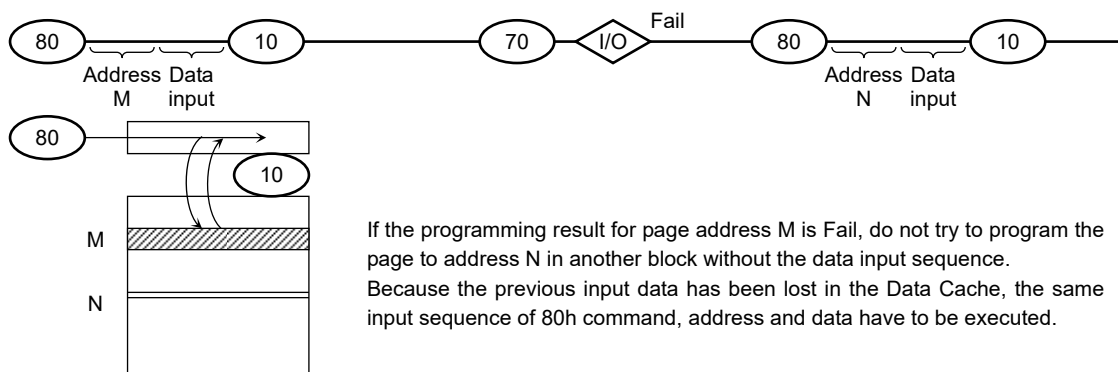 Fail
80 10 70 I/O 80 10
Address Data Address Data
M input N input
80
10
M
If the programming result for page address M is Fail, do not try to program the
page to address N in another block without the data input sequence.
N
Because the previous input data has been lost in the Data Cache, the same
input sequence of 80h command, address and data have to be executed.